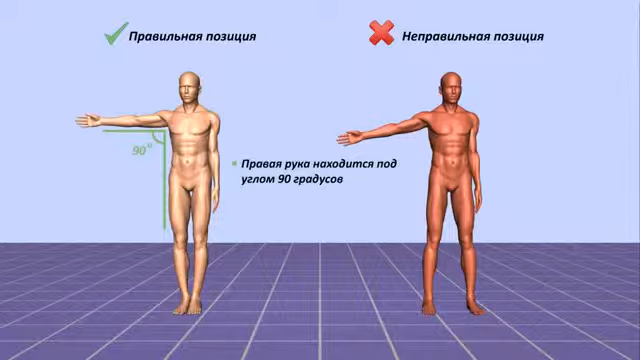 Правильная позиция
Неправильная позиция
90°
Правая рука находится под
углом 90 градусов